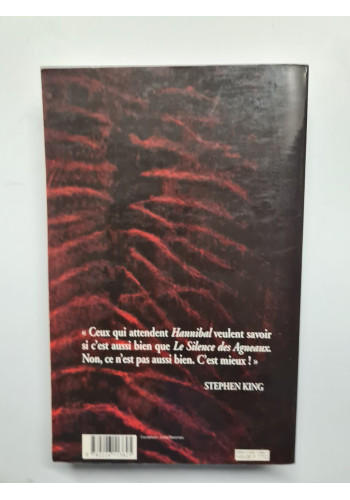 « Ceux qui attendent Hannibal veulent savoir
si c'est aussi bien que Le Silence des Agneaux.
Non, ce n'est pas aussi bien. C'est mieux ! »
STEPHEN KING